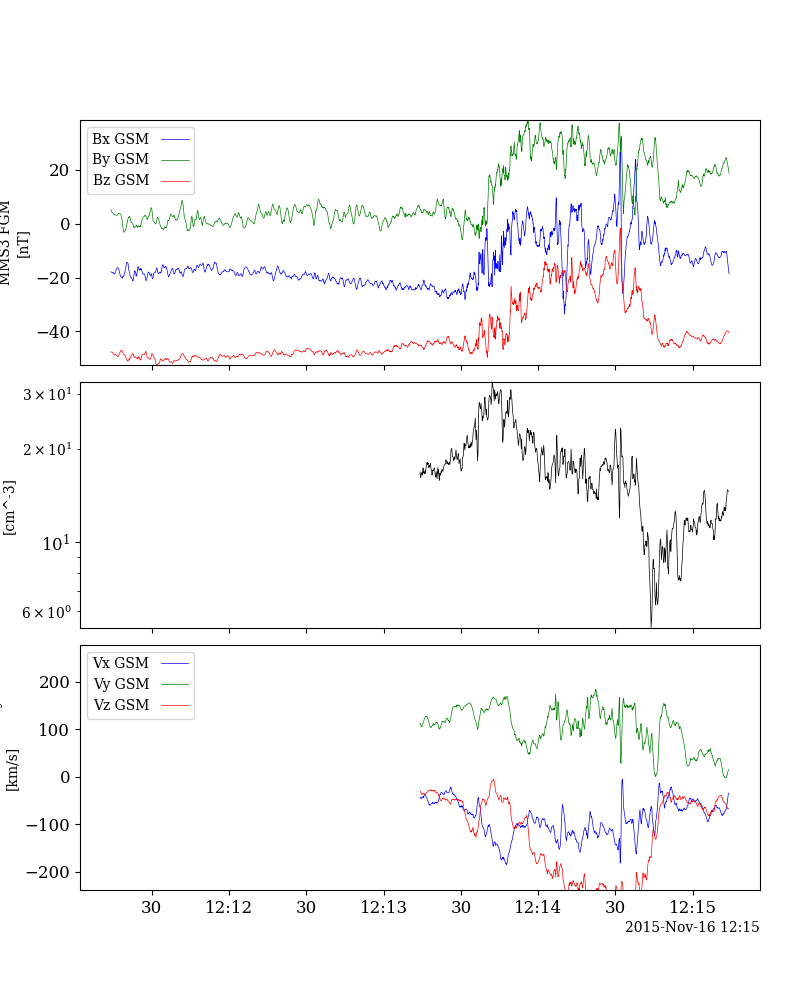 Bx GSM
By GSM
Bz GSM
20
0
−20
−40
MMS3 FGM
[nT]
3 × 10¹
2 × 10¹
10¹
6 × 10⁰
[cm^-3]
Vx GSM
Vy GSM
Vz GSM
200
100
0
−100
−200
[km/s]
30 12:12 30 12:13 30 12:14 30 12:15
2015-Nov-16 12:15